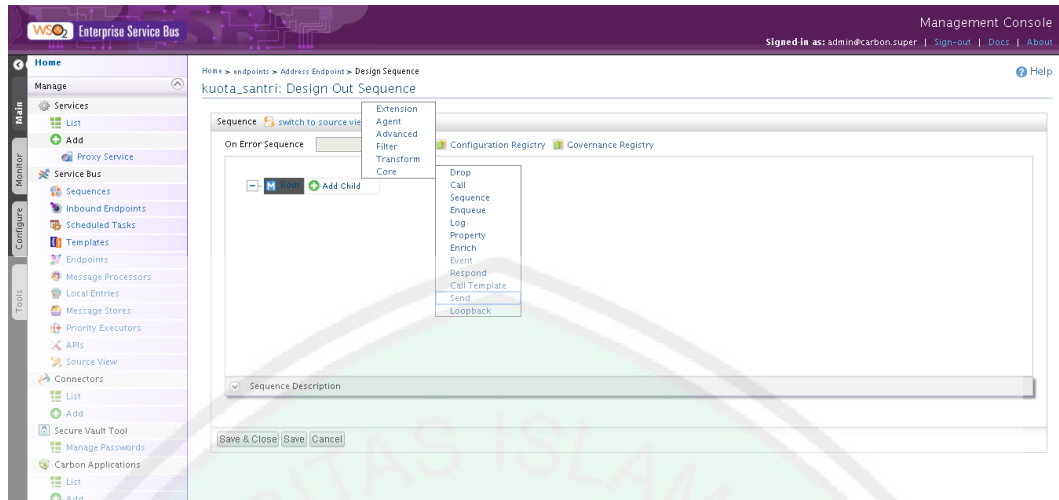 WSO2 Enterprise Service Bus
Management Console
Signed-in as: admin@carbon.super | Sign-out | Docs | About
Main
Monitor
Configure
Tools
Home
Manage
Services
List
Add
Proxy Service
Service Bus
Sequences
Inbound Endpoints
Scheduled Tasks
Templates
Endpoints
Message Processors
Local Entries
Message Stores
Priority Executors
APIs
Source View
Connectors
List
Add
Secure Vault Tool
Manage Passwords
Carbon Applications
List
Add
Home > endpoints > Address Endpoint > Design Sequence
Help
kuota_santri: Design Out Sequence
Sequence switch to source vie
On Error Sequence
Configuration Registry Governance Registry
Extension
Agent
Advanced
Filter
Transform
Core
M Root Add Child
Drop
Call
Sequence
Enqueue
Log
Property
Enrich
Event
Respond
Call Template
Send
Loopback
Sequence Description
Save & Close Save Cancel
ITAS ISLAM